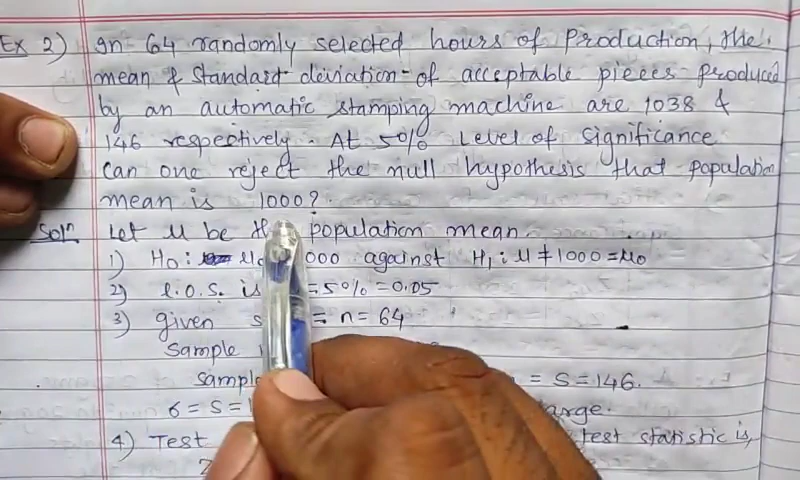 Ex 2) In 64 randomly selected hours of Production, the
mean & Standard deviation of acceptable pieces produced
by an automatic stamping machine are 1038 &
146 respectively. At 5% Level of significance
Can one reject the null hypothesis that population
mean is 1000?
Soln Let μ be population mean.
1) H0: 000 against H1: μ ≠ 1000 = μ0
2) l.o.s. is = 5% = 0.05
3) given = n = 64
Sample
Sampl = S = 146.
σ = S = large.
4) Test test statistic is,